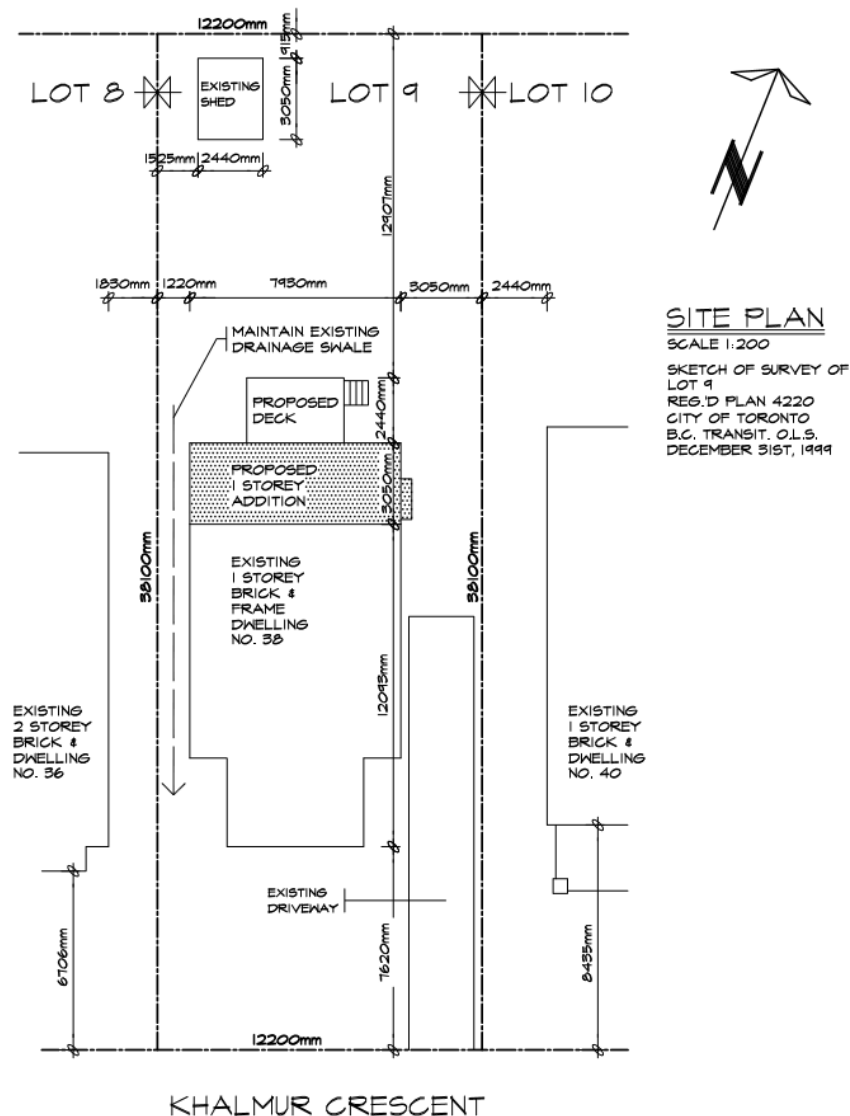 12200mm
915mm
LOT 8
EXISTING
SHED
LOT 9
LOT 10
3050mm
1525mm
2440mm
12907mm
N
1830mm
1220mm
7930mm
3050mm
2440mm
SITE PLAN
SCALE 1:200
SKETCH OF SURVEY OF
LOT 9
REG.'D PLAN 4220
CITY OF TORONTO
B.C. TRANSIT. O.L.S.
DECEMBER 31ST, 1999
MAINTAIN EXISTING
DRAINAGE SWALE
PROPOSED
DECK
2440mm
PROPOSED
1 STOREY
ADDITION
3050mm
38100mm
38100mm
EXISTING
1 STOREY
BRICK &
FRAME
DWELLING
NO. 38
12093mm
EXISTING
2 STOREY
BRICK &
DWELLING
NO. 36
EXISTING
1 STOREY
BRICK &
DWELLING
NO. 40
EXISTING
DRIVEWAY
6706mm
7620mm
8435mm
12200mm
KHALMUR CRESCENT